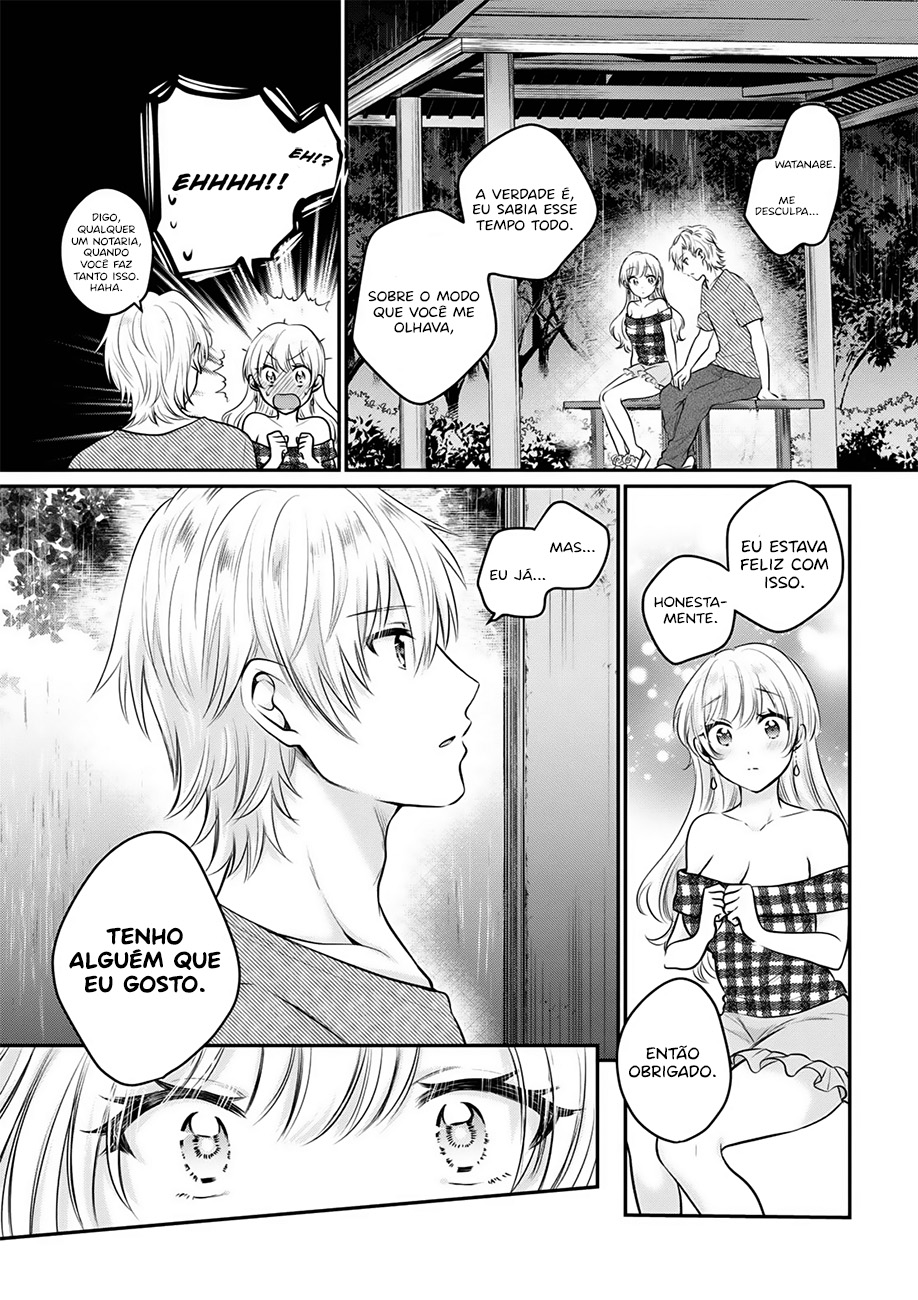 WATANABE.
ME
DESCULPA...
A VERDADE É,
EU SABIA ESSE
TEMPO TODO.
SOBRE O MODO
QUE VOCÊ ME
OLHAVA,
EH!?
EHHHH!!
DIGO,
QUALQUER
UM NOTARIA,
QUANDO
VOCÊ FAZ
TANTO ISSO.
HAHA.
EU ESTAVA
FELIZ COM
ISSO.
HONESTA-
MENTE.
ENTÃO
OBRIGADO.
MAS...
EU JÁ...
TENHO
ALGUÉM QUE
EU GOSTO.